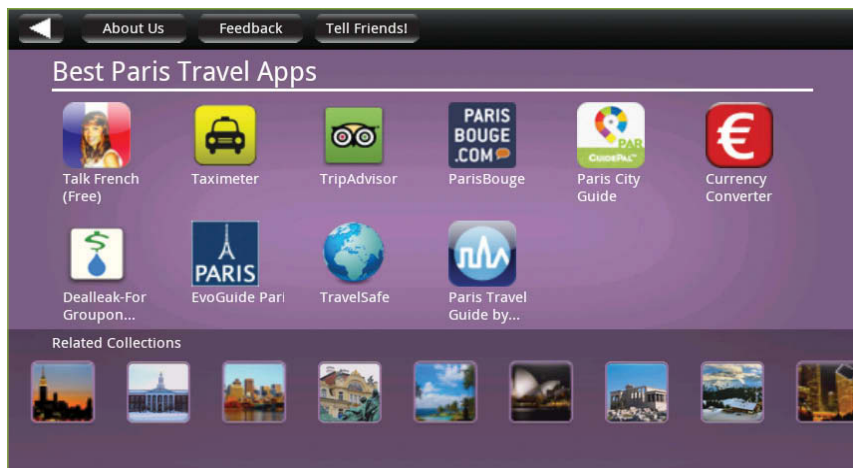 About Us Feedback Tell Friends!
Best Paris Travel Apps
PARIS
BOUGE
.COM
PAR
GUIDEPAL™
Talk French Taximeter TripAdvisor ParisBouge Paris City Currency
(Free) Guide Converter
PARIS
Dealleak-For EvoGuide Pari TravelSafe Paris Travel
Groupon... Guide by...
Related Collections